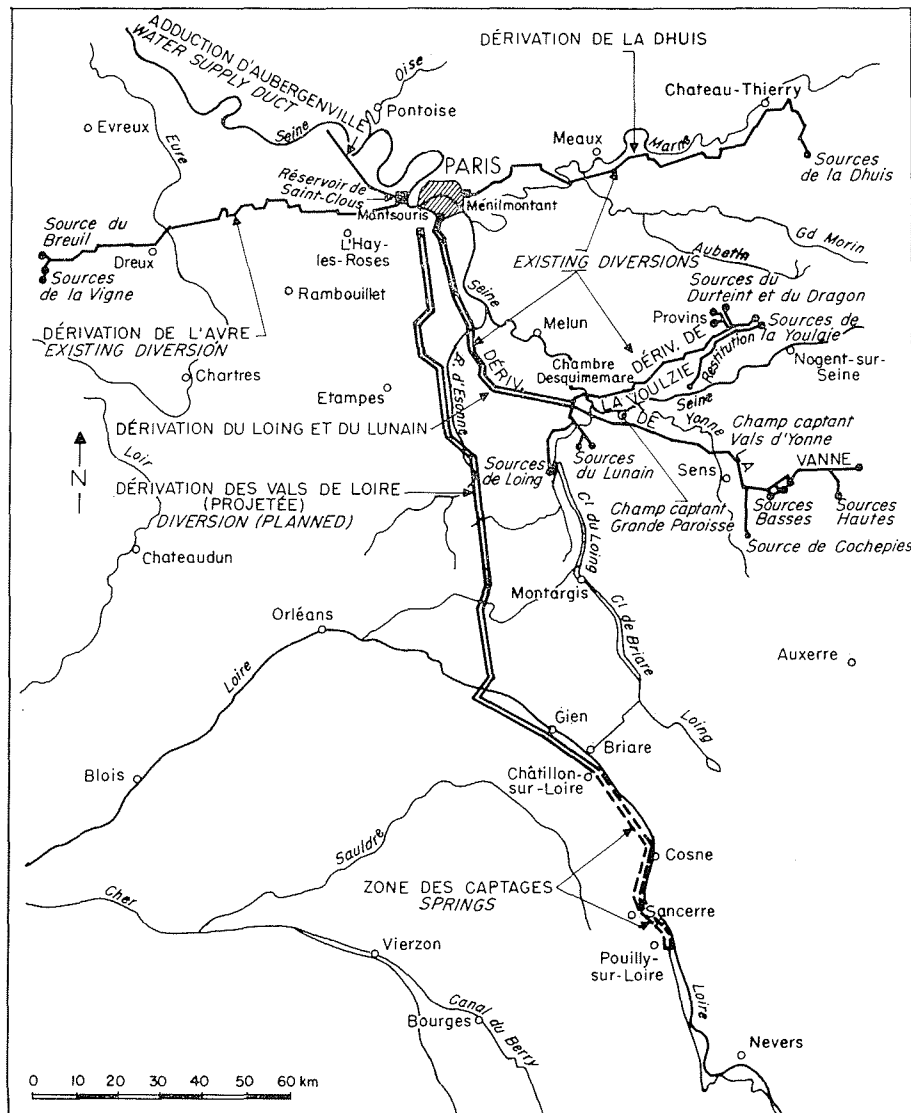 ADDUCTION D'AUBERGENVILLE
WATER SUPPLY DUCT
Oise
DÉRIVATION DE LA DHUIS
Chateau-Thierry
Pontoise
Evreux
Seine
Eure
Meaux
Marne
PARIS
Sources
de la Dhuis
Réservoir de
Saint-Clous
Montsouris
Ménilmontant
Source du
Breuil
Dreux
L'Hay-
les-Roses
Gd Morin
Aubetin
Sources
de la Vigne
EXISTING DIVERSIONS
Sources du
Durteint et du Dragon
Rambouillet
Seine
Melun
Provins
Sources de
la Voulzie
DÉRIVATION DE L'AVRE
EXISTING DIVERSION
R. d'Esonne
DÉRIV.
Chambre
Desquimemare
DÉRIV. DE
LA VOULZIE
Restitution
Nogent-sur-
Seine
Chartres
Etampes
Seine
Yonne
DE
LA
VANNE
Champ captant
Vals d'Yonne
DÉRIVATION DU LOING ET DU LUNAIN
Loir
N
Sources
de Loing
Sources
du Lunain
Sens
DÉRIVATION DES VALS DE LOIRE
(PROJETÉE)
DIVERSION (PLANNED)
Champ captant
Grande Paroisse
Sources
Basses
Sources
Hautes
Source de Cochepies
Chateaudun
Cl du Loing
Montargis
Orléans
Cl de Briare
Auxerre
Loire
Gien
Loing
Briare
Blois
Châtillon-
sur-Loire
Sauldre
Cosne
Cher
ZONE DES CAPTAGES
SPRINGS
Sancerre
Vierzon
Pouilly-
sur-Loire
Loire
Canal du Berry
Bourges
Nevers
0 10 20 30 40 50 60 km